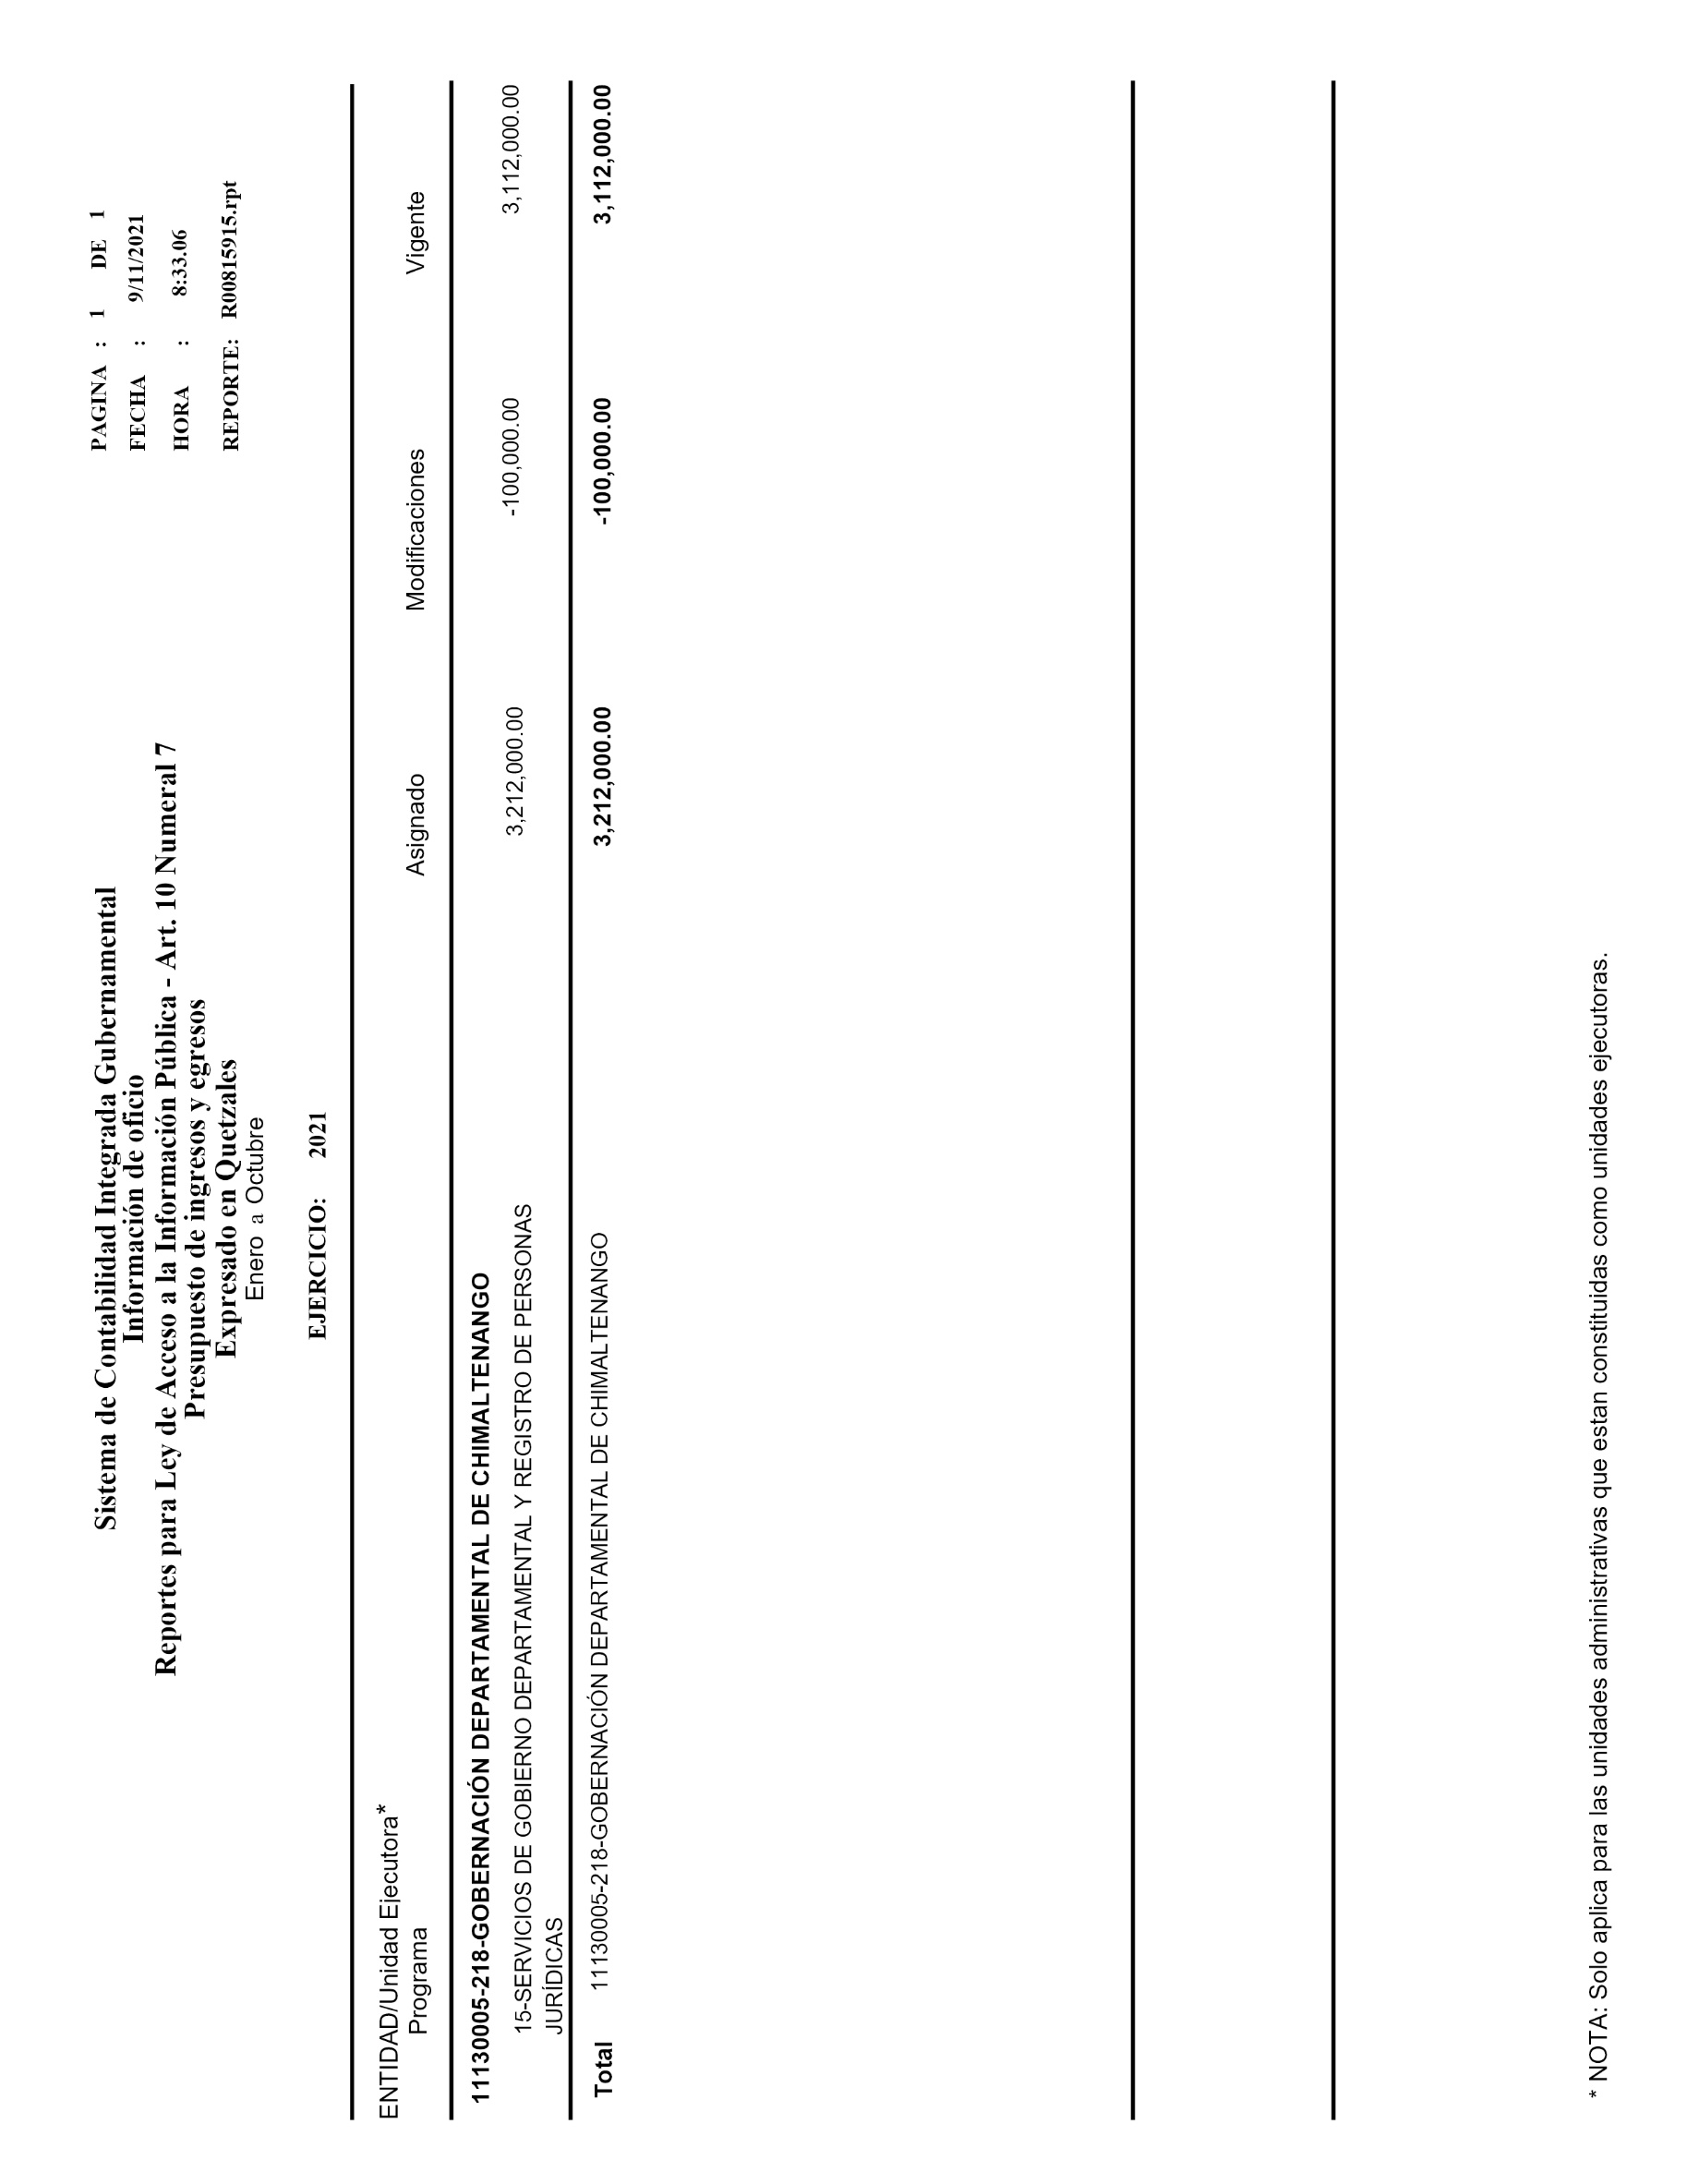 Sistema de Contabilidad Integrada Gubernamental
Información de oficio
Reportes para Ley de Acceso a la Información Pública - Art. 10 Numeral 7
Presupuesto de ingresos y egresos
Expresado en Quetzales
Enero a Octubre
EJERCICIO: 2021
PAGINA : 1 DE 1
FECHA : 9/11/2021
HORA : 8:33.06
REPORTE: R00815915.rpt
ENTIDAD/Unidad Ejecutora*
Programa Asignado Modificaciones Vigente
11130005-218-GOBERNACIÓN DEPARTAMENTAL DE CHIMALTENANGO
15-SERVICIOS DE GOBIERNO DEPARTAMENTAL Y REGISTRO DE PERSONAS 3,212,000.00 -100,000.00 3,112,000.00
JURÍDICAS
Total 11130005-218-GOBERNACIÓN DEPARTAMENTAL DE CHIMALTENANGO 3,212,000.00 -100,000.00 3,112,000.00
* NOTA: Solo aplica para las unidades administrativas que estan constituidas como unidades ejecutoras.